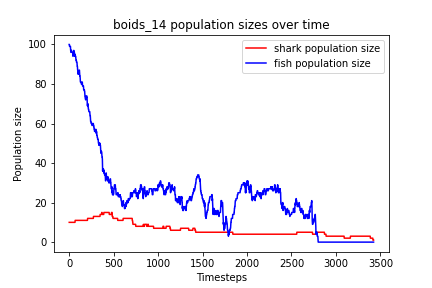 boids_14 population sizes over time
shark population size
fish population size
Population size
100
80
60
40
20
0
0
500
1000
1500
2000
2500
3000
3500
Timesteps